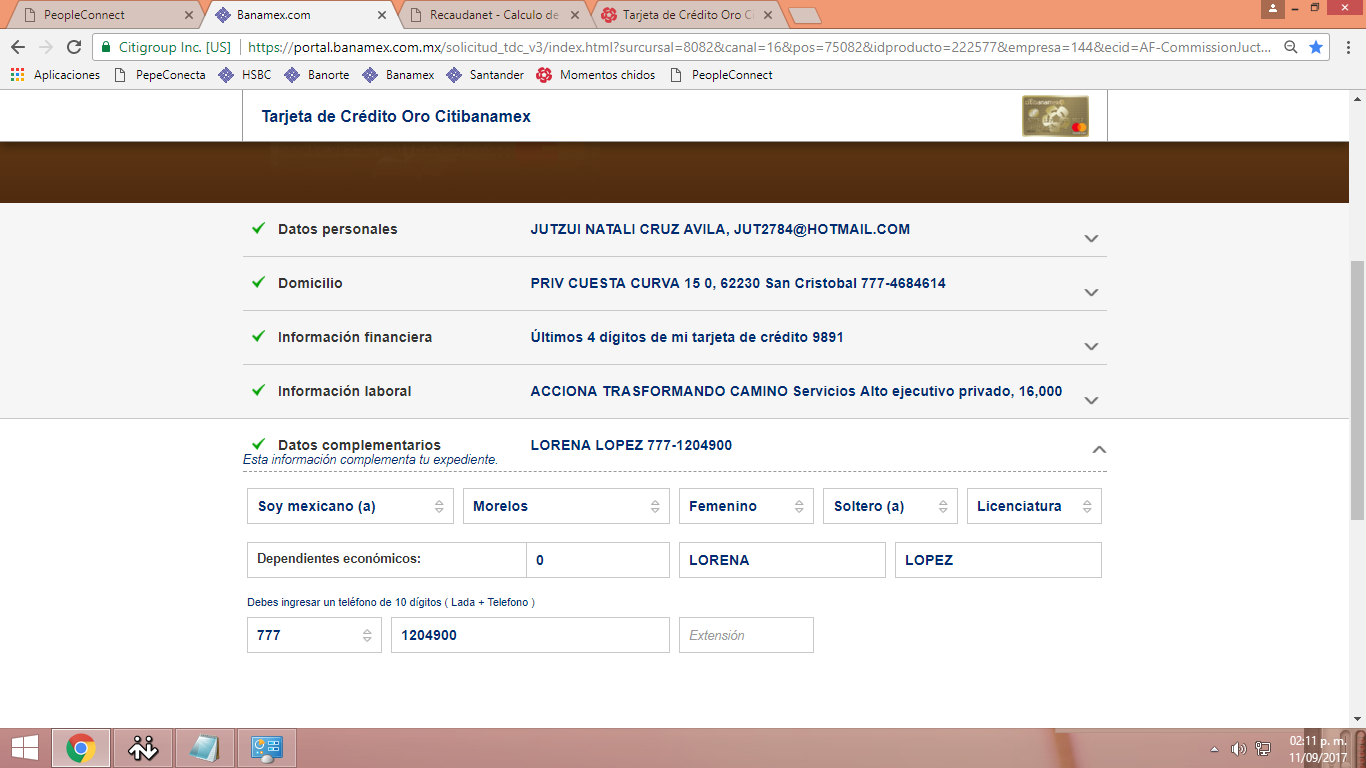 PeopleConnect
Banamex.com
Recaudanet - Calculo de
Tarjeta de Crédito Oro Ci
Citigroup Inc. [US]
https://portal.banamex.com.mx/solicitud_tdc_v3/index.html?surcursal=8082&canal=16&pos=75082&idproducto=222577&empresa=144&ecid=AF-CommissionJuct...
Aplicaciones
PepeConecta
HSBC
Banorte
Banamex
Santander
Momentos chidos
PeopleConnect
Tarjeta de Crédito Oro Citibanamex
Datos personales
JUTZUI NATALI CRUZ AVILA, JUT2784@HOTMAIL.COM
Domicilio
PRIV CUESTA CURVA 15 0, 62230 San Cristobal 777-4684614
Información financiera
Últimos 4 dígitos de mi tarjeta de crédito 9891
Información laboral
ACCIONA TRASFORMANDO CAMINO Servicios Alto ejecutivo privado, 16,000
Datos complementarios
LORENA LOPEZ 777-1204900
Esta información complementa tu expediente.
Soy mexicano (a)
Morelos
Femenino
Soltero (a)
Licenciatura
Dependientes económicos:
0
LORENA
LOPEZ
Debes ingresar un teléfono de 10 dígitos ( Lada + Telefono )
777
1204900
Extensión
02:11 p. m.
11/09/2017